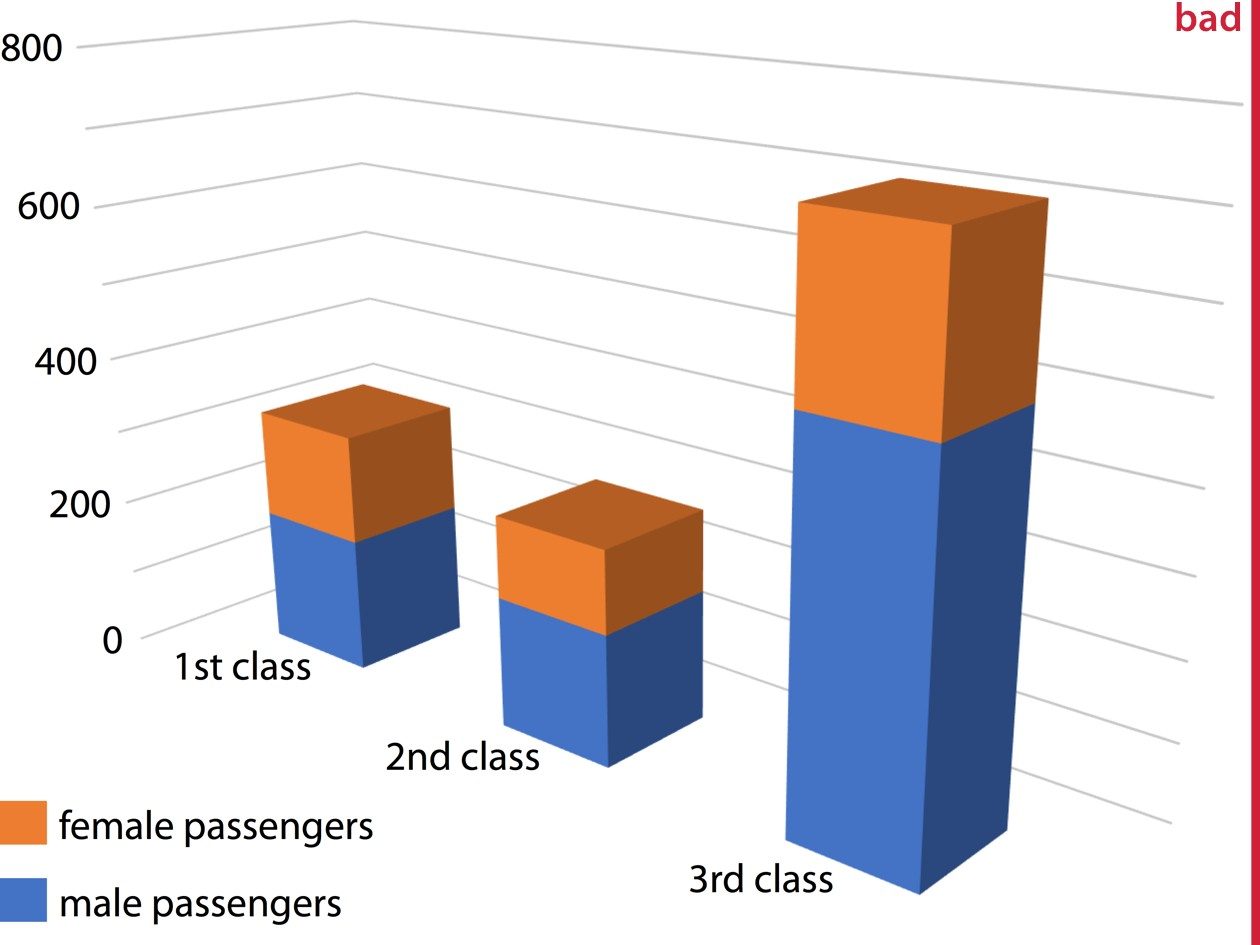 bad
800
600
400
200
0
1st class
2nd class
3rd class
female passengers
male passengers